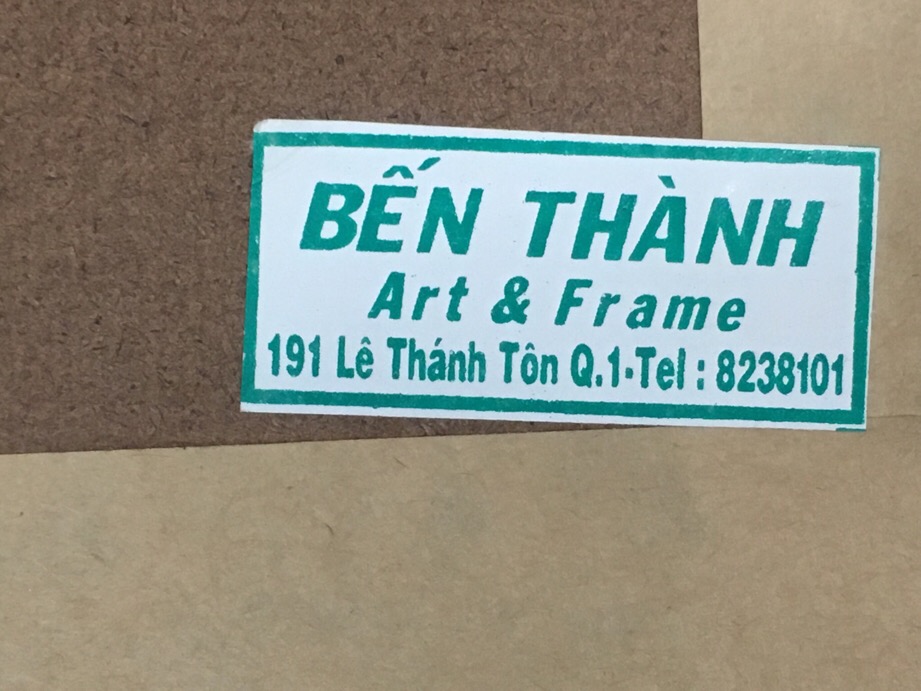 BẾN THÀNH
Art & Frame
191 Lê Thánh Tôn Q.1-Tel : 8238101